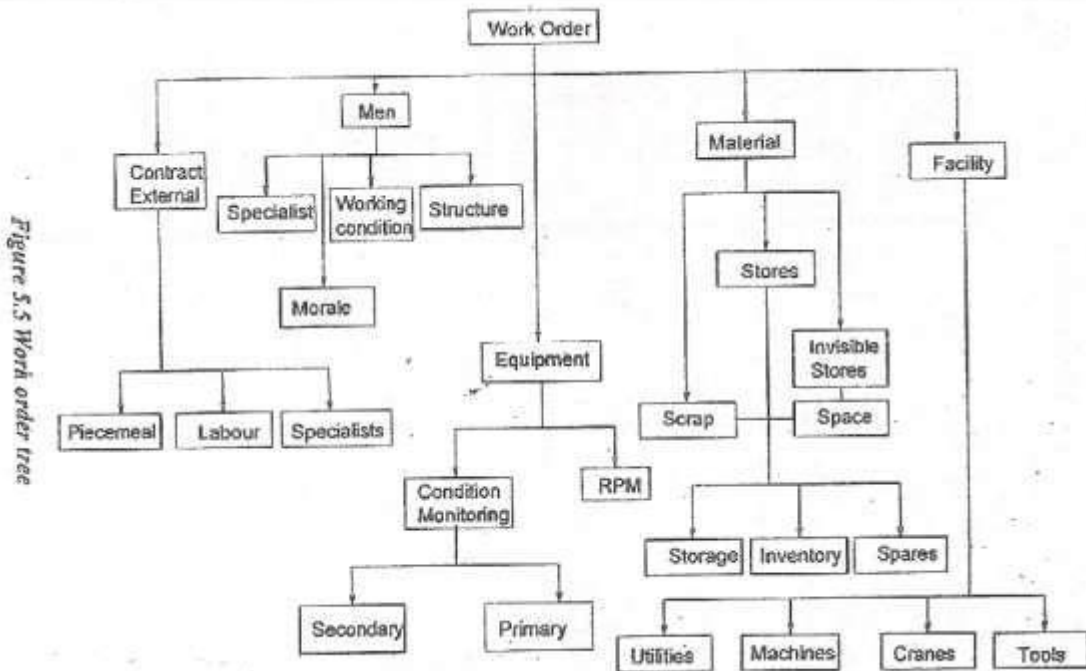 Work Order
Men
Material
Contract
External
Facility
Specialist
Working
condition
Structure
Stores
Morale
Equipment
Invisible
Stores
Scrap
Space
Piecemeal
Labour
Specialists
Condition
Monitoring
RPM
Storage
Inventory
Spares
Secondary
Primary
Utilities
Machines
Cranes
Tools
Figure 5.5 Work order tree